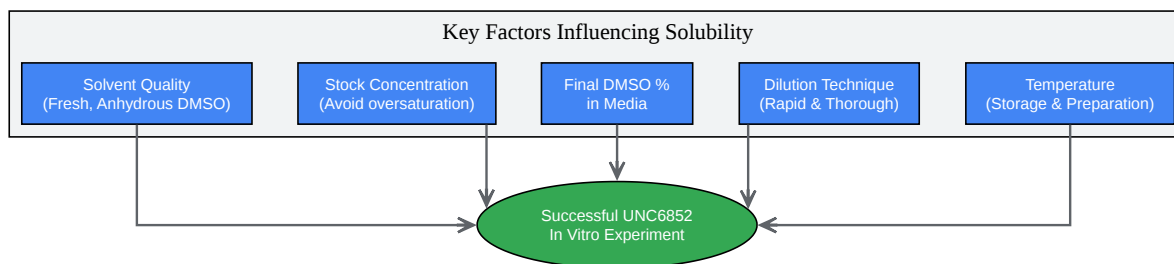 Key Factors Influencing Solubility
Solvent Quality
(Fresh, Anhydrous DMSO)
Stock Concentration
(Avoid oversaturation)
Final DMSO %
in Media
Dilution Technique
(Rapid & Thorough)
Temperature
(Storage & Preparation)
Successful UNC6852
In Vitro Experiment